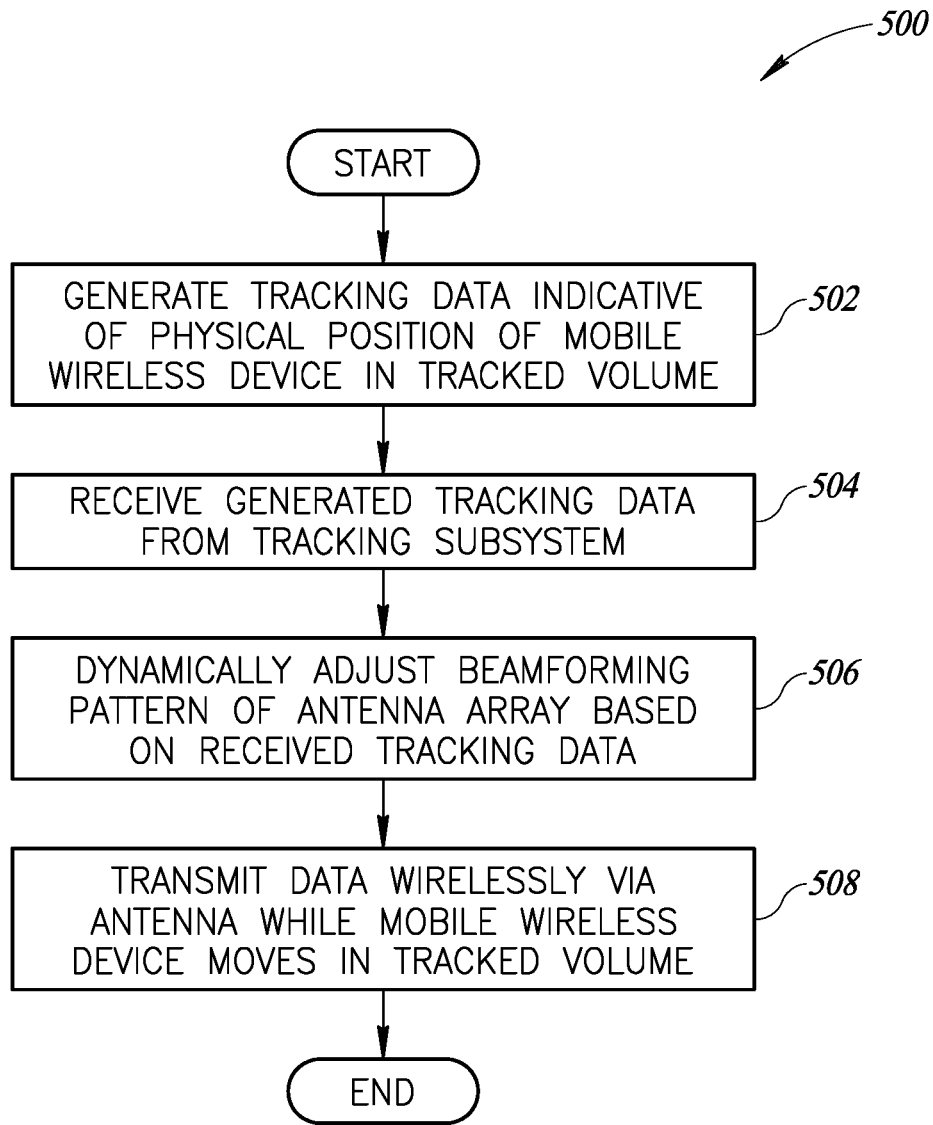 500
START
GENERATE TRACKING DATA INDICATIVE
OF PHYSICAL POSITION OF MOBILE
WIRELESS DEVICE IN TRACKED VOLUME
502
RECEIVE GENERATED TRACKING DATA
FROM TRACKING SUBSYSTEM
504
DYNAMICALLY ADJUST BEAMFORMING
PATTERN OF ANTENNA ARRAY BASED
ON RECEIVED TRACKING DATA
506
TRANSMIT DATA WIRELESSLY VIA
ANTENNA WHILE MOBILE WIRELESS
DEVICE MOVES IN TRACKED VOLUME
508
END